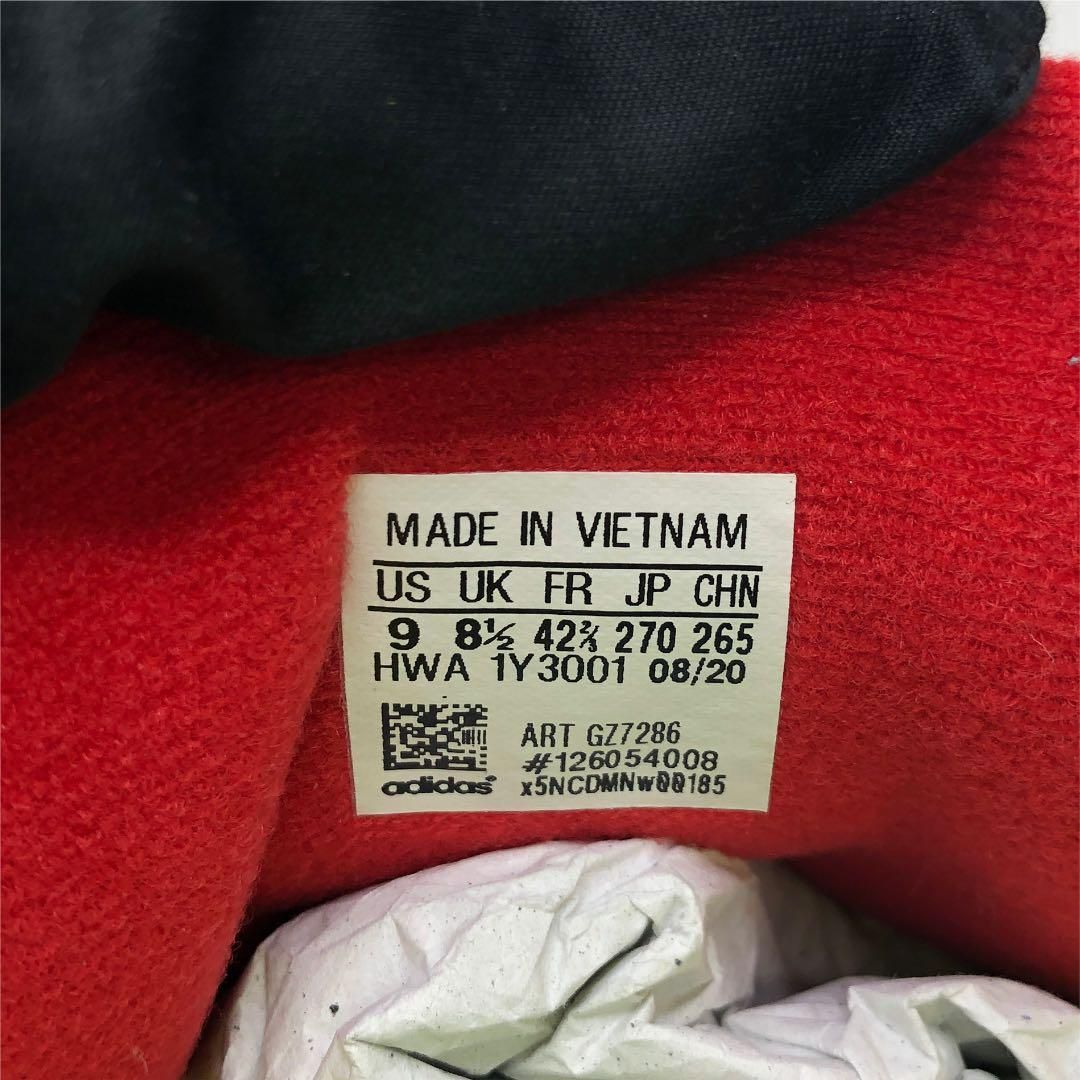 MADE IN VIETNAM
US UK FR JP CHN
9 8½ 42⅔ 270 265
HWA 1Y3001 08/20
ART GZ7286
#126054008
adidas x5NCDMNw00185